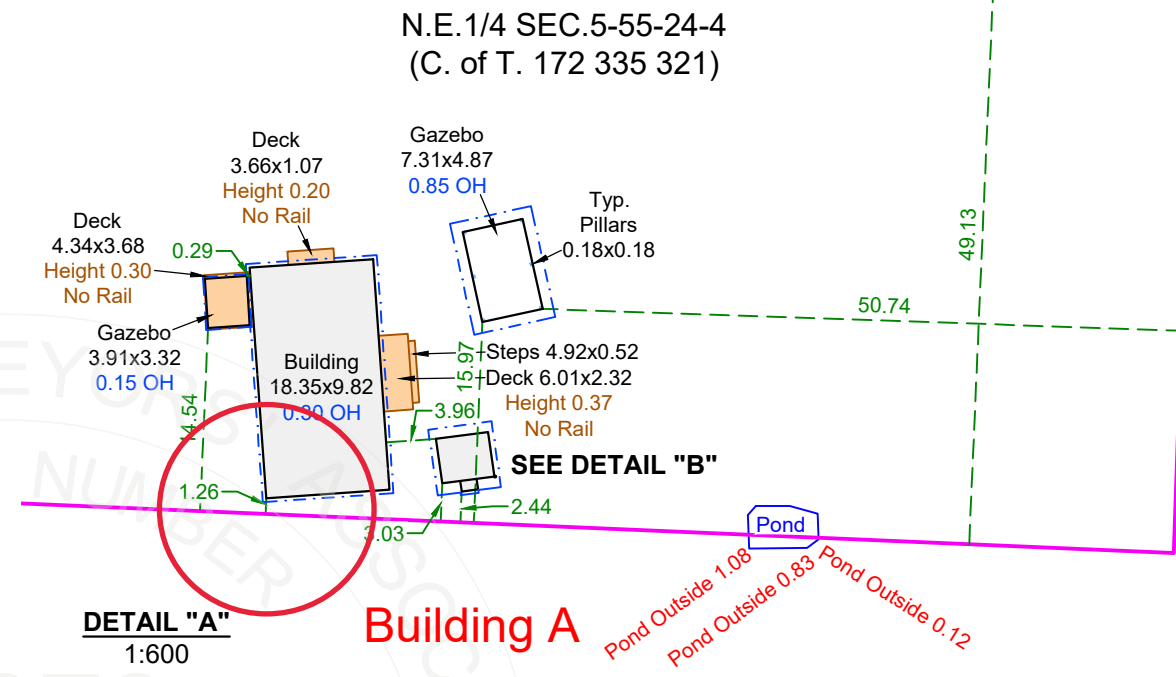 N.E.1/4 SEC.5-55-24-4
(C. of T. 172 335 321)
Deck
3.66x1.07
Height 0.20
No Rail
Gazebo
7.31x4.87
0.85 OH
Typ.
Pillars
0.18x0.18
Deck
4.34x3.68
Height 0.30
No Rail
0.29
49.13
50.74
Gazebo
3.91x3.32
0.15 OH
Building
18.35x9.82
0.30 OH
15.97
Steps 4.92x0.52
Deck 6.01x2.32
Height 0.37
No Rail
14.54
3.96
SEE DETAIL "B"
1.26
2.44
3.03
Pond
Pond Outside 1.08
Pond Outside 0.83
Pond Outside 0.12
DETAIL "A"
1:600
Building A
EYORS' ASSOC
NUMBER